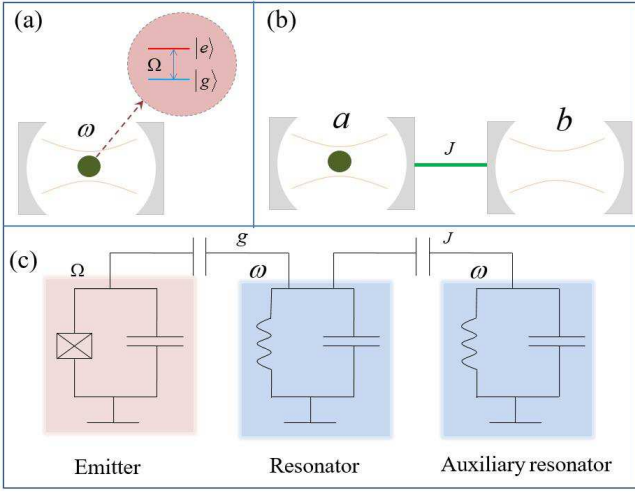 (a)
|e⟩
Ω
|g⟩
ω
(b)
a
J
b
(c)
g
J
Ω
ω
ω
Emitter
Resonator
Auxiliary resonator